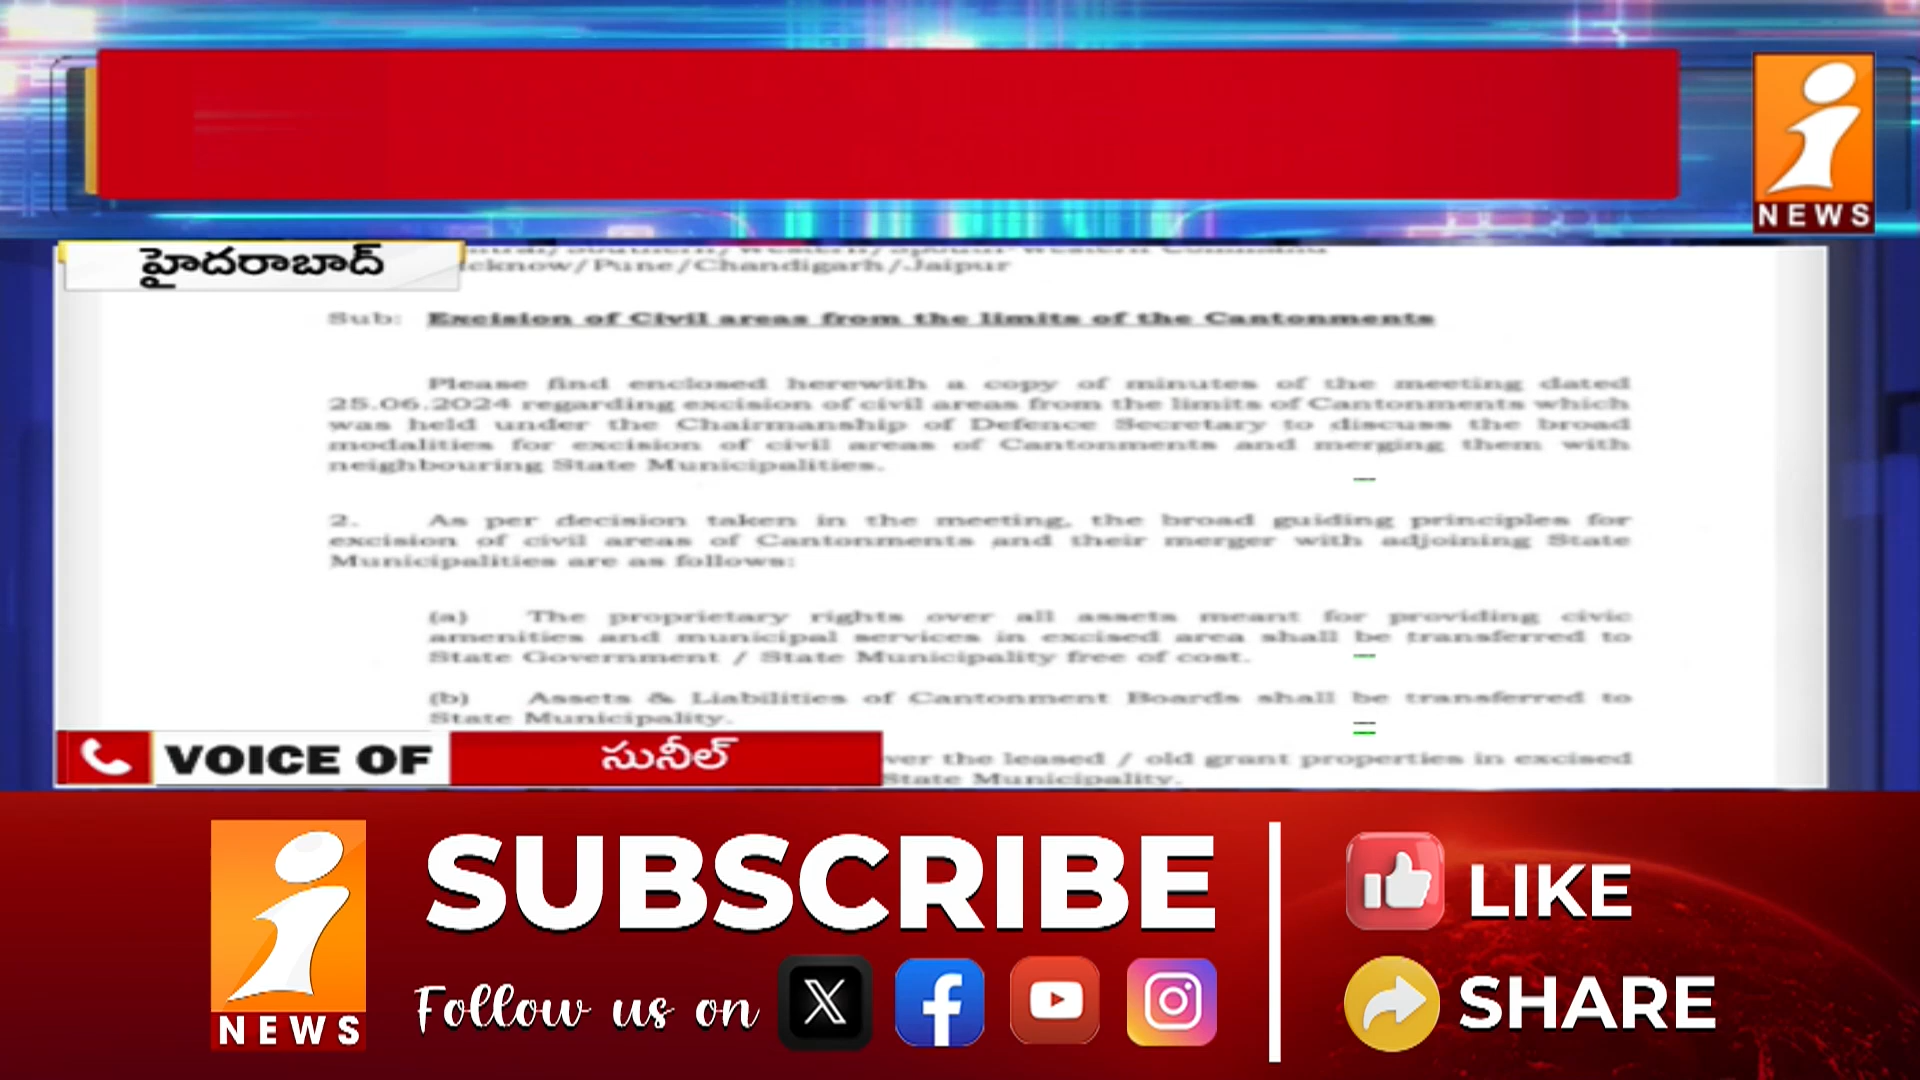 NEWS
హైదరాబాద్
Lucknow/Pune/Chandigarh/Jaipur
Sub: Excision of Civil areas from the limits of the Cantonments
Please find enclosed herewith a copy of minutes of the meeting dated
25.06.2024 regarding excision of civil areas from the limits of Cantonments which
was held under the Chairmanship of Defence Secretary to discuss the broad
modalities for excision of civil areas of Cantonments and merging them with
neighbouring State Municipalities.
2. As per decision taken in the meeting, the broad guiding principles for
excision of civil areas of Cantonments and their merger with adjoining State
Municipalities are as follows:
(a) The proprietary rights over all assets meant for providing civic
amenities and municipal services in excised area shall be transferred to
State Government / State Municipality free of cost.
(b) Assets & Liabilities of Cantonment Boards shall be transferred to
State Municipality.
the leased / old grant properties in excised
State Municipality.
VOICE OF సునీల్
NEWS
SUBSCRIBE
Follow us on
LIKE
SHARE